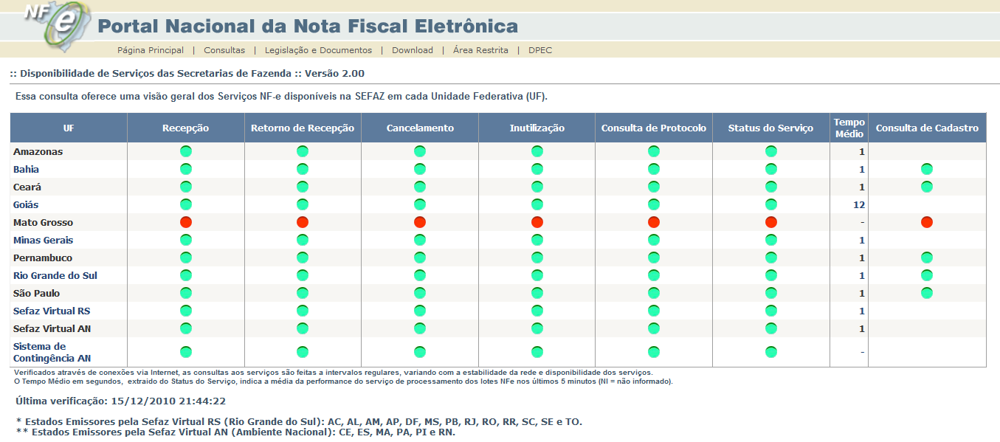 NF e
Portal Nacional da Nota Fiscal Eletrônica
Página Principal | Consultas | Legislação e Documentos | Download | Área Restrita | DPEC
:: Disponibilidade de Serviços das Secretarias de Fazenda :: Versão 2.00
Essa consulta oferece uma visão geral dos Serviços NF-e disponíveis na SEFAZ em cada Unidade Federativa (UF).
UF Recepção Retorno de Recepção Cancelamento Inutilização Consulta de Protocolo Status do Serviço Tempo Médio Consulta de Cadastro
Amazonas 1
Bahia 1
Ceará 1
Goiás 12
Mato Grosso -
Minas Gerais 1
Pernambuco 1
Rio Grande do Sul 1
São Paulo 1
Sefaz Virtual RS 1
Sefaz Virtual AN 1
Sistema de
Contingência AN -
Verificados através de conexões via Internet, as consultas aos serviços são feitas a intervalos regulares, variando com a estabilidade da rede e disponibilidade dos serviços.
O Tempo Médio em segundos, extraido do Status do Serviço, indica a média da performance do serviço de processamento dos lotes NFe nos últimos 5 minutos (NI = não informado).
Última verificação: 15/12/2010 21:44:22
* Estados Emissores pela Sefaz Virtual RS (Rio Grande do Sul): AC, AL, AM, AP, DF, MS, PB, RJ, RO, RR, SC, SE e TO.
** Estados Emissores pela Sefaz Virtual AN (Ambiente Nacional): CE, ES, MA, PA, PI e RN.